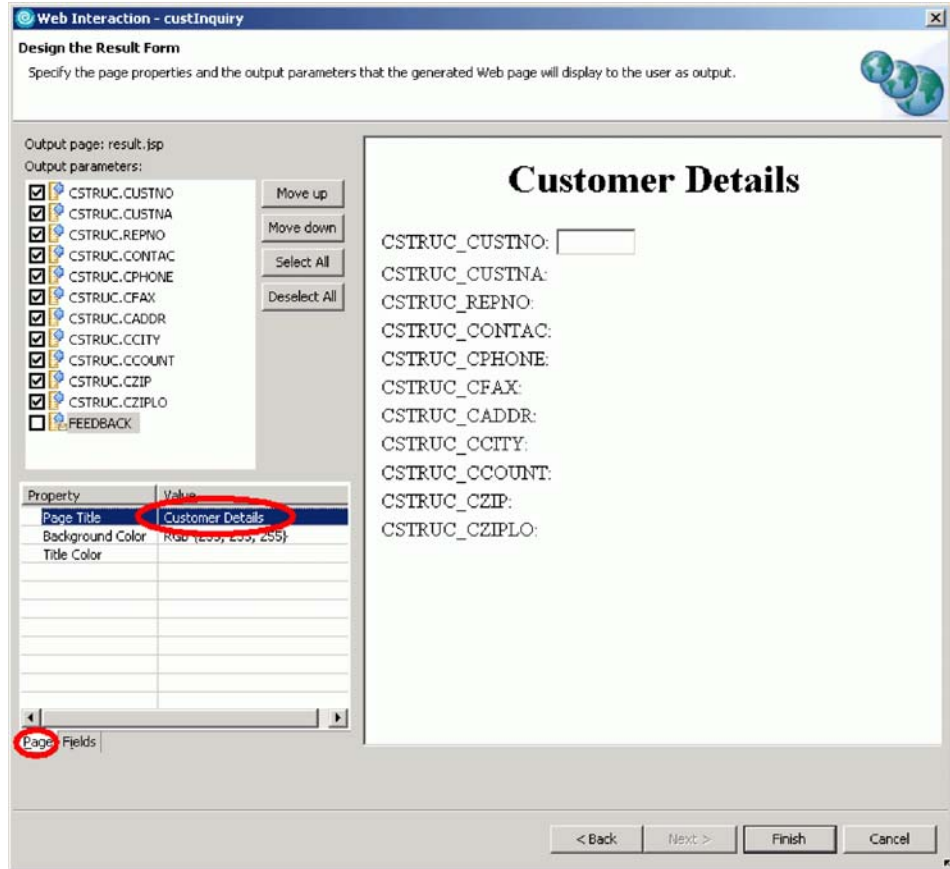 Web Interaction - custInquiry
Design the Result Form
Specify the page properties and the output parameters that the generated Web page will display to the user as output.
Output page: result.jsp
Output parameters:
CSTRUC.CUSTNO
CSTRUC.CUSTNA
CSTRUC.REPNO
CSTRUC.CONTAC
CSTRUC.CPHONE
CSTRUC.CFAX
CSTRUC.CADDR
CSTRUC.CCITY
CSTRUC.CCOUNT
CSTRUC.CZIP
CSTRUC.CZIPLO
FEEDBACK
Move up
Move down
Select All
Deselect All
Property Value
Page Title Customer Details
Background Color RGB {255, 255, 255}
Title Color
Page Fields
Customer Details
CSTRUC_CUSTNO:
CSTRUC_CUSTNA:
CSTRUC_REPNO:
CSTRUC_CONTAC:
CSTRUC_CPHONE:
CSTRUC_CFAX:
CSTRUC_CADDR:
CSTRUC_CCITY:
CSTRUC_CCOUNT:
CSTRUC_CZIP:
CSTRUC_CZIPLO:
< Back Next > Finish Cancel